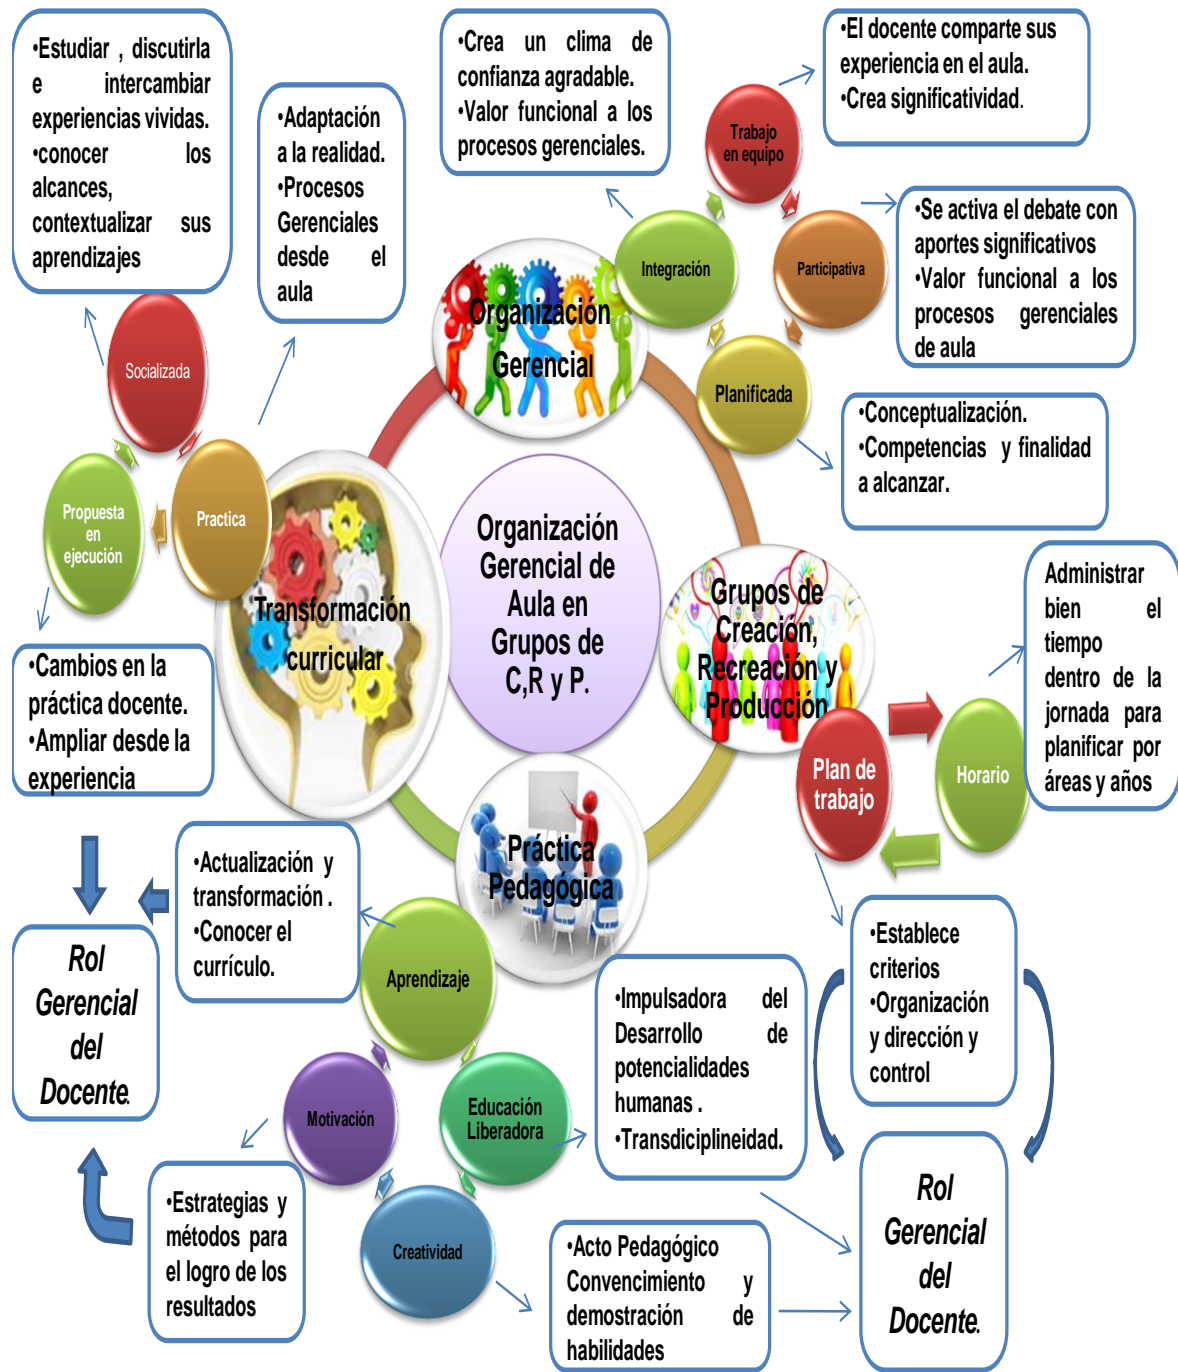 •Estudiar , discutirla
e intercambiar
experiencias vividas.
•conocer los
alcances,
contextualizar sus
aprendizajes
•Adaptación
a la realidad.
•Procesos
Gerenciales
desde el
aula
•Crea un clima de
confianza agradable.
•Valor funcional a los
procesos gerenciales.
•El docente comparte sus
experiencia en el aula.
•Crea significatividad.
Trabajo
en equipo
Integración
Participativa
Planificada
•Se activa el debate con
aportes significativos
•Valor funcional a los
procesos gerenciales
de aula
•Conceptualización.
•Competencias y finalidad
a alcanzar.
Organización
Gerencial
Socializada
Propuesta
en
ejecución
Practica
Transformación
curricular
Organización
Gerencial de
Aula en
Grupos de
C,R y P.
Grupos de
Creación,
Recreación y
Producción
Administrar
bien el
tiempo
dentro de la
jornada para
planificar por
áreas y años
Plan de
trabajo
Horario
•Cambios en la
práctica docente.
•Ampliar desde la
experiencia
Práctica
Pedagógica
•Actualización y
transformación .
•Conocer el
currículo.
Rol
Gerencial
del
Docente.
Aprendizaje
Motivación
Educación
Liberadora
Creatividad
•Impulsadora del
Desarrollo de
potencialidades
humanas .
•Transdiciplineidad.
•Establece
criterios
•Organización
y dirección y
control
•Estrategias y
métodos para
el logro de los
resultados
•Acto Pedagógico
Convencimiento y
demostración de
habilidades
Rol
Gerencial
del
Docente.